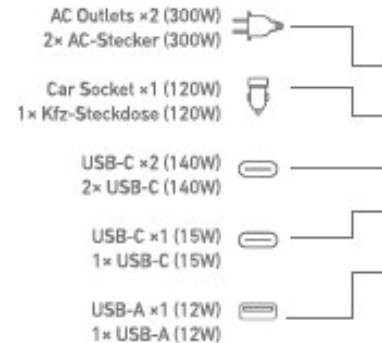 AC Outlets ×2 (300W)
2× AC-Stecker (300W)
Car Socket ×1 (120W)
1× Kfz-Steckdose (120W)
USB-C ×2 (140W)
2× USB-C (140W)
USB-C ×1 (15W)
1× USB-C (15W)
USB-A ×1 (12W)
1× USB-A (12W)